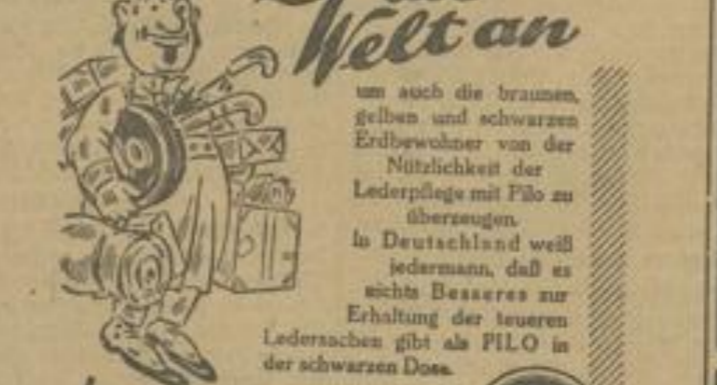 Welt an
um auch die braunen,
gelben und schwarzen
Erdbewohner von der
Nützlichkeit der
Lederpflege mit Pilo zu
überzeugen.
In Deutschland weiß
jedermann, daß es
nichts Besseres zur
Erhaltung der teueren
Ledersachen gibt als PILO in
der schwarzen Dose.